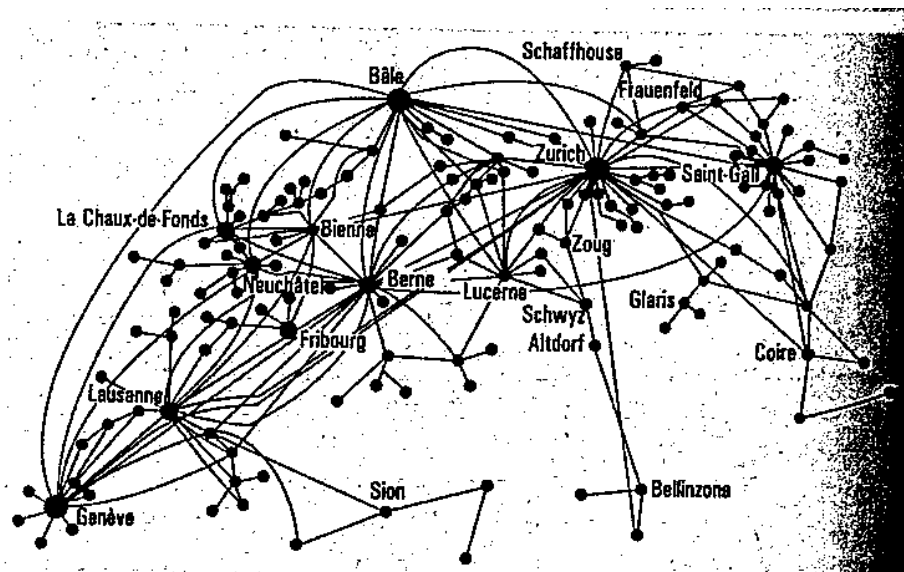 Schaffhouse
Bâle
Frauenfeld
Zurich
Saint-Gall
La Chaux-de-Fonds
Bienne
Zoug
Neuchâtel
Berne
Lucerne
Schwyz
Glaris
Fribourg
Altdorf
Coire
Lausanne
Sion
Bellinzona
Genève